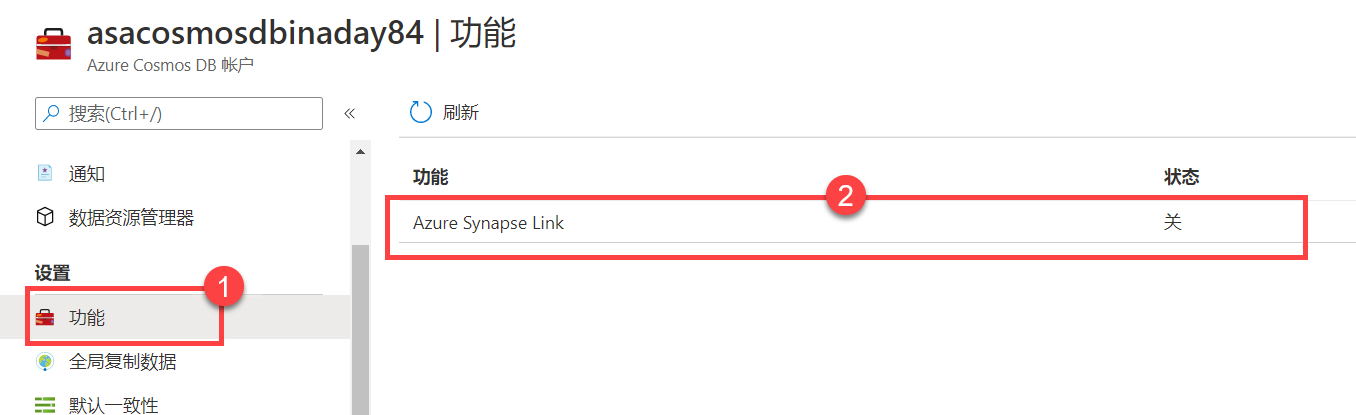 asacosmosdbinaday84 | 功能
Azure Cosmos DB 帐户
搜索(Ctrl+/)
«
刷新
通知
数据资源管理器
设置
1
功能
全局复制数据
默认一致性
功能
状态
2
Azure Synapse Link
关